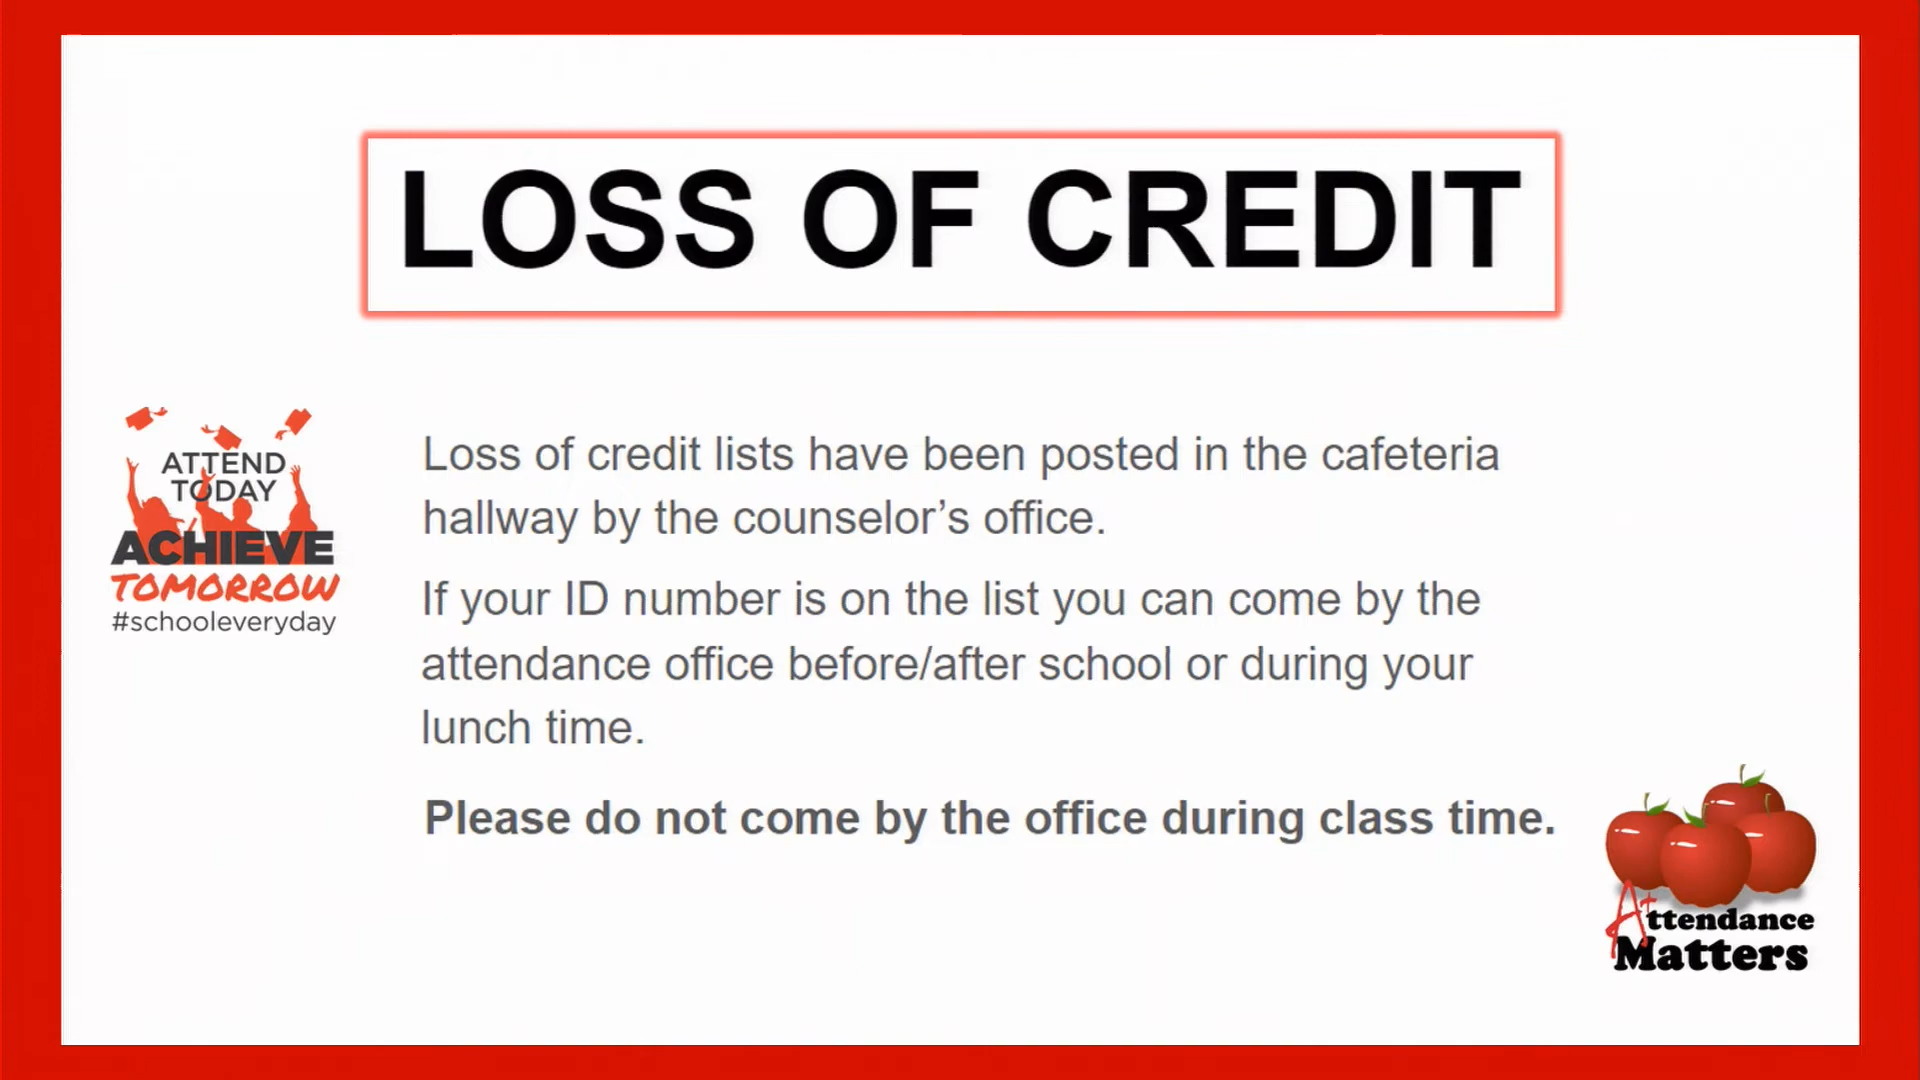 LOSS OF CREDIT
ATTEND
TODAY
ACHIEVE
TOMORROW
#schooleveryday
Loss of credit lists have been posted in the cafeteria
hallway by the counselor’s office.
If your ID number is on the list you can come by the
attendance office before/after school or during your
lunch time.
Please do not come by the office during class time.
Attendance
Matters